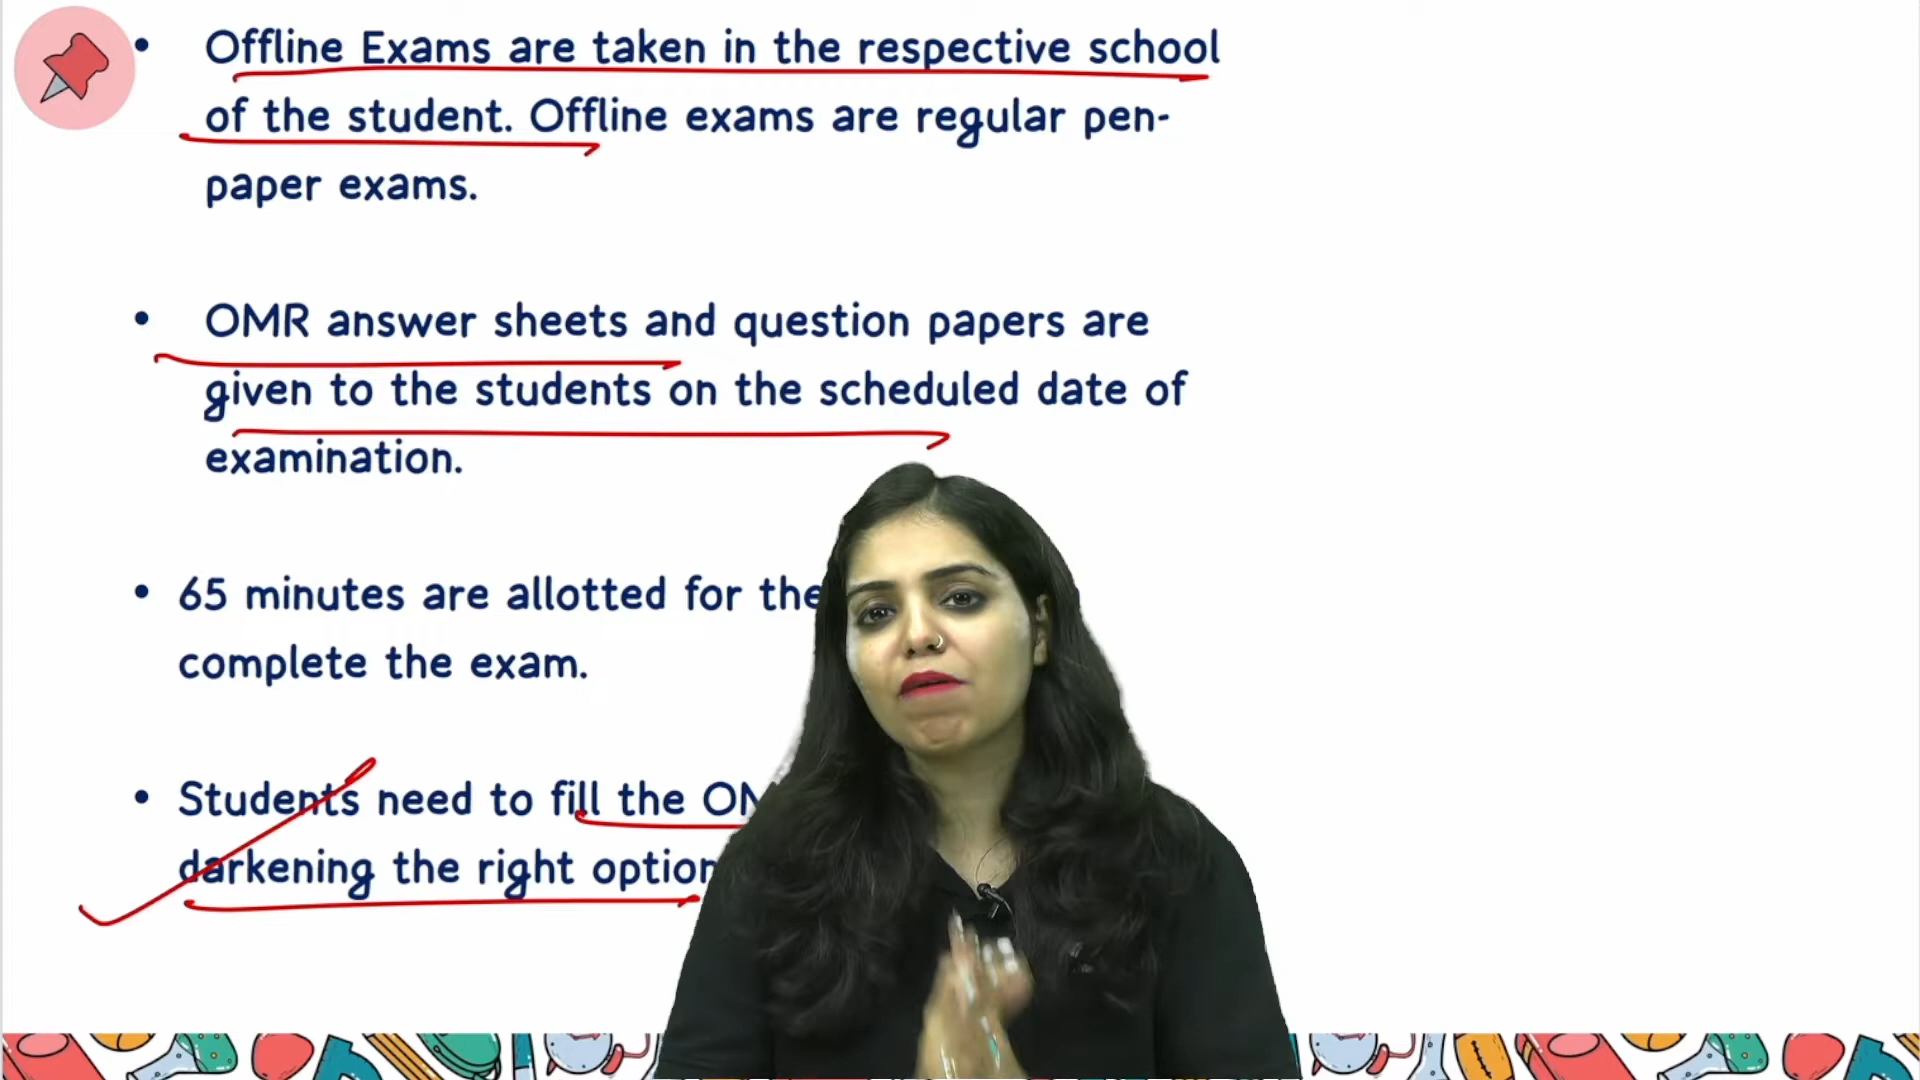 • Offline Exams are taken in the respective school
of the student. Offline exams are regular pen-
paper exams.
• OMR answer sheets and question papers are
given to the students on the scheduled date of
examination.
• 65 minutes are allotted for the
complete the exam.
• Students need to fill the
darkening the right option